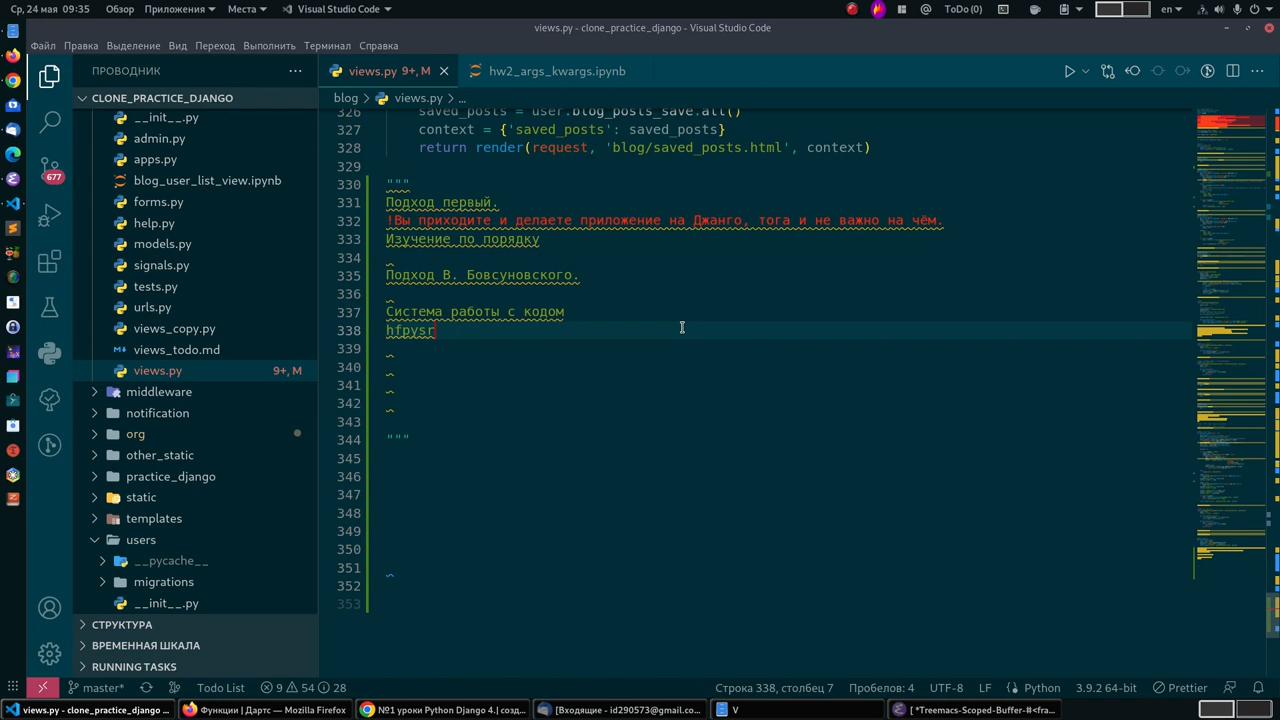 Ср, 24 мая 09:35 Обзор Приложения Места Visual Studio Code ToDo(0) en
views.py - clone_practice_django - Visual Studio Code
Файл Правка Выделение Вид Переход Выполнить Терминал Справка
ПРОВОДНИК
views.py 9+, M
hw2_args_kwargs.ipynb
CLONE_PRACTICE_DJANGO
blog views.py ...
__init__.py
admin.py
apps.py
blog_user_list_view.ipynb
forms.py
help.py
models.py
signals.py
tests.py
urls.py
views_copy.py
views_todo.md
views.py 9+, M
middleware
notification
org
other_static
practice_django
static
templates
users
__pycache__
migrations
__init__.py
СТРУКТУРА
ВРЕМЕННАЯ ШКАЛА
RUNNING TASKS
677
326 saved_posts = user.blog_posts_save.all()
327 context = {'saved_posts': saved_posts}
328 return render(request, 'blog/saved_posts.html', context)
329
330 """
331 Подход первый.
332 !Вы приходите и делаете приложение на Джанго, тога и не важно на чём.
333 Изучение по порядку
334
335 Подход В. Бовсуновского.
336
337 Система работы с кодом
338 hfpysr
339
340
341
342
343
344 """
345
346
347
348
349
350
351
352
353
master* Todo List 9 54 28 Строка 338, столбец 7 Пробелов: 4 UTF-8 LF Python 3.9.2 64-bit Prettier
views.py - clone_practice_django ... Функции | Дартс — Mozilla Firefox №1 уроки Python Django 4.| созд... [Входящие - id290573@gmail.co... V [ *Treemacs-Scoped-Buffer-#<fra...